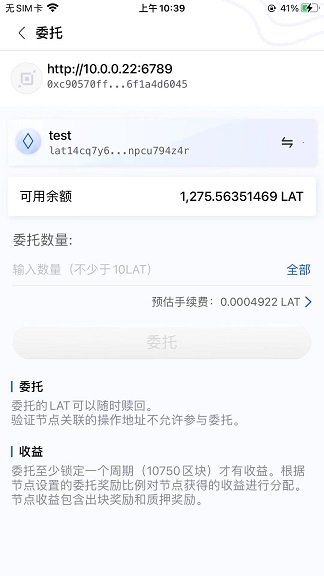 无SIM卡 上午10:39 41%
委托
http://10.0.0.22:6789
0xc90570ff...6f1a4d6045
test
lat14cq7y6...npcu794z4r
可用余额 1,275.56351469 LAT
委托数量:
输入数量（不少于10LAT） 全部
预估手续费: 0.0004922 LAT
委托
委托
委托的LAT可以随时赎回。
验证节点关联的操作地址不允许参与委托。
收益
委托至少锁定一个周期（10750区块）才有收益。根据
节点设置的委托奖励比例对节点获得的收益进行分配。
节点收益包含出块奖励和质押奖励。